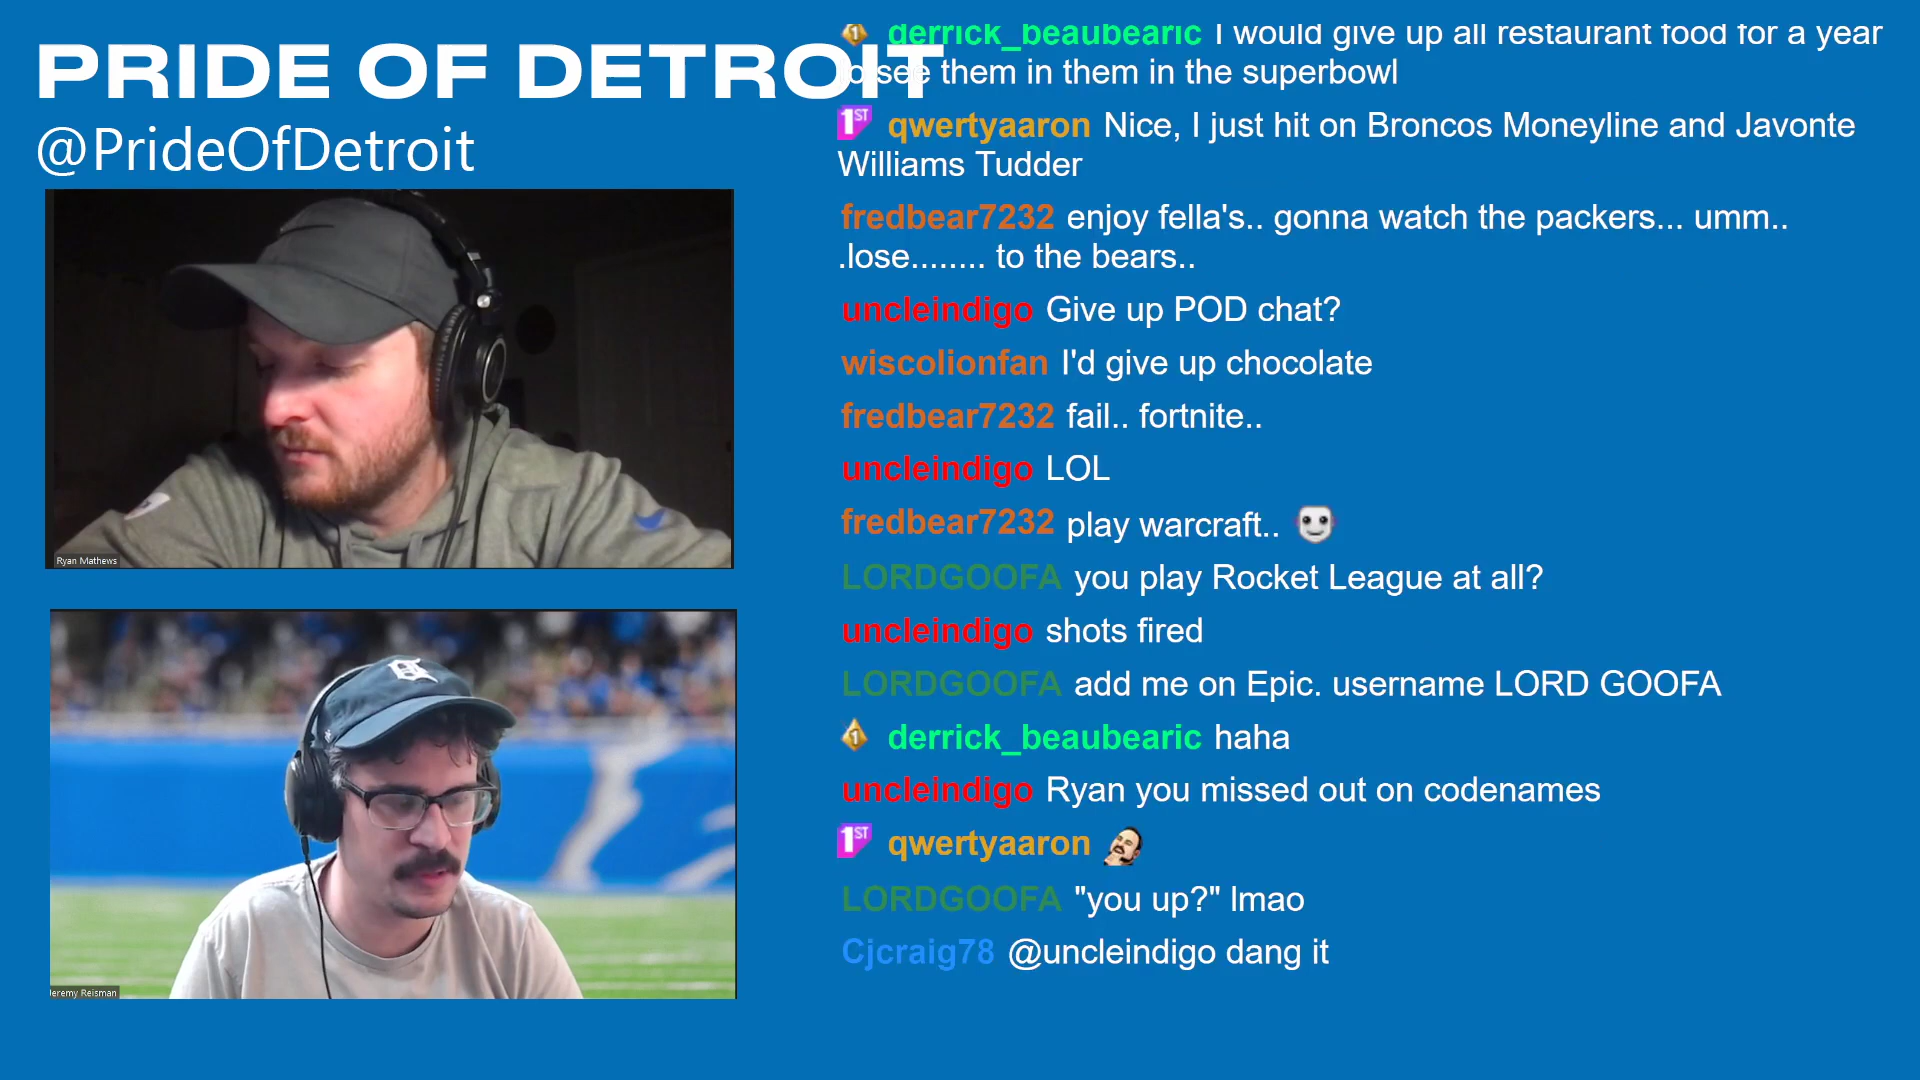 PRIDE OF DETROIT
@PrideOfDetroit
Ryan Mathews
Jeremy Reisman
derrick_beaubearic I would give up all restaurant food for a year
to see them in them in the superbowl
1ST qwertyaaron Nice, I just hit on Broncos Moneyline and Javonte
Williams Tudder
fredbear7232 enjoy fella's.. gonna watch the packers... umm..
.lose........ to the bears..
uncleindigo Give up POD chat?
wiscolionfan I'd give up chocolate
fredbear7232 fail.. fortnite..
uncleindigo LOL
fredbear7232 play warcraft..
LORDGOOFA you play Rocket League at all?
uncleindigo shots fired
LORDGOOFA add me on Epic. username LORD GOOFA
1 derrick_beaubearic haha
uncleindigo Ryan you missed out on codenames
1ST qwertyaaron
LORDGOOFA "you up?" lmao
Cjcraig78 @uncleindigo dang it